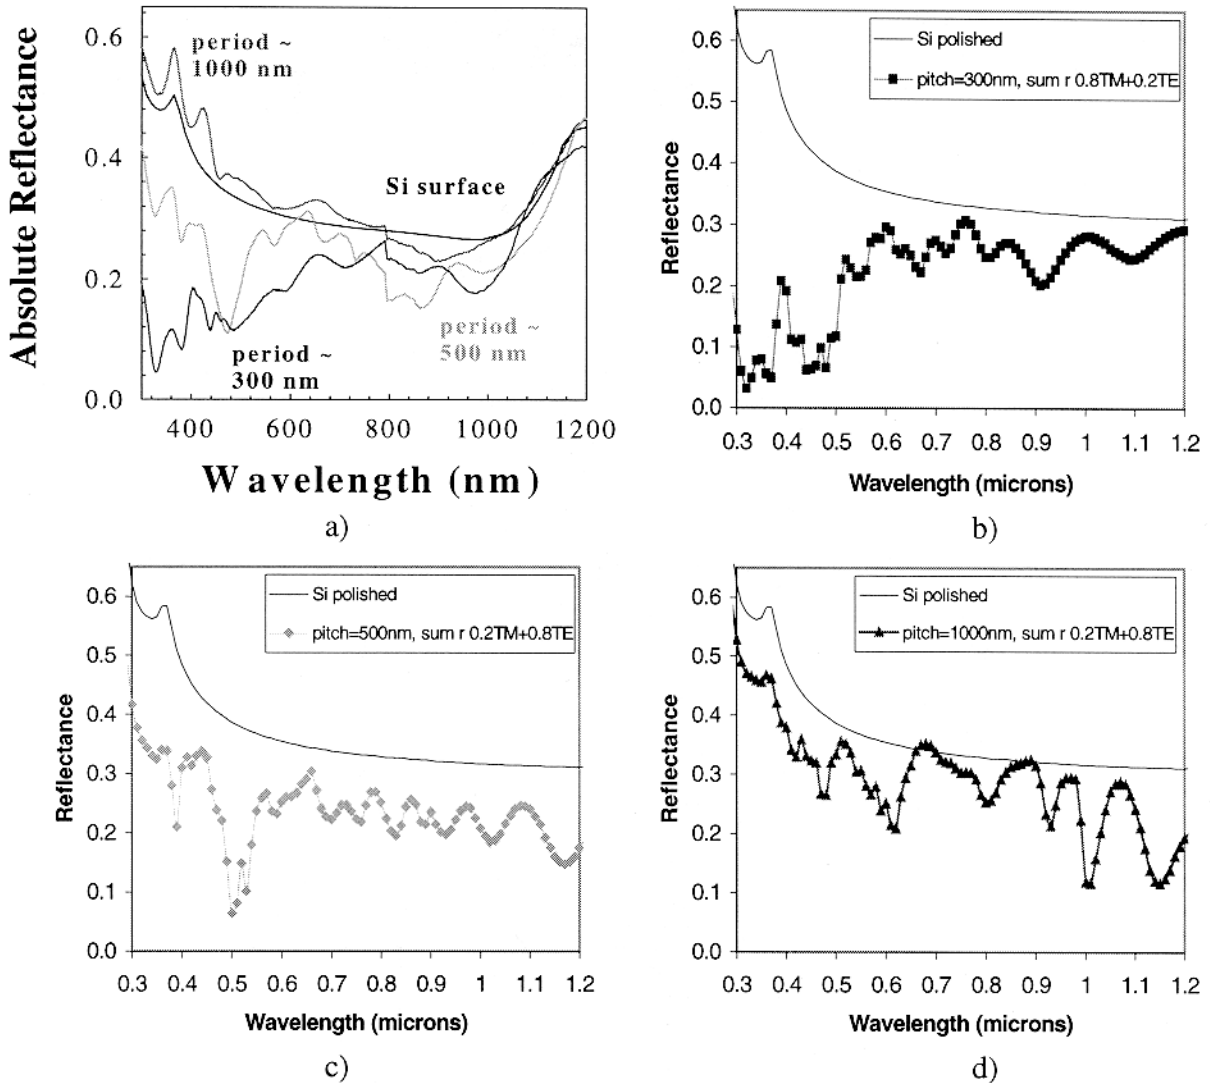 Absolute Reflectance
0.6
0.4
0.2
0.0
period ~
1000 nm
Si surface
period ~
500 nm
period ~
300 nm
400 600 800 1000 1200
Wavelength (nm)
a)
Reflectance
0.6
0.5
0.4
0.3
0.2
0.1
0.0
Si polished
pitch=300nm, sum r 0.8TM+0.2TE
0.3 0.4 0.5 0.6 0.7 0.8 0.9 1 1.1 1.2
Wavelength (microns)
b)
Reflectance
0.6
0.5
0.4
0.3
0.2
0.1
0.0
Si polished
pitch=500nm, sum r 0.2TM+0.8TE
0.3 0.4 0.5 0.6 0.7 0.8 0.9 1 1.1 1.2
Wavelength (microns)
c)
Reflectance
0.6
0.5
0.4
0.3
0.2
0.1
0.0
Si polished
pitch=1000nm, sum r 0.2TM+0.8TE
0.3 0.4 0.5 0.6 0.7 0.8 0.9 1 1.1 1.2
Wavelength (microns)
d)